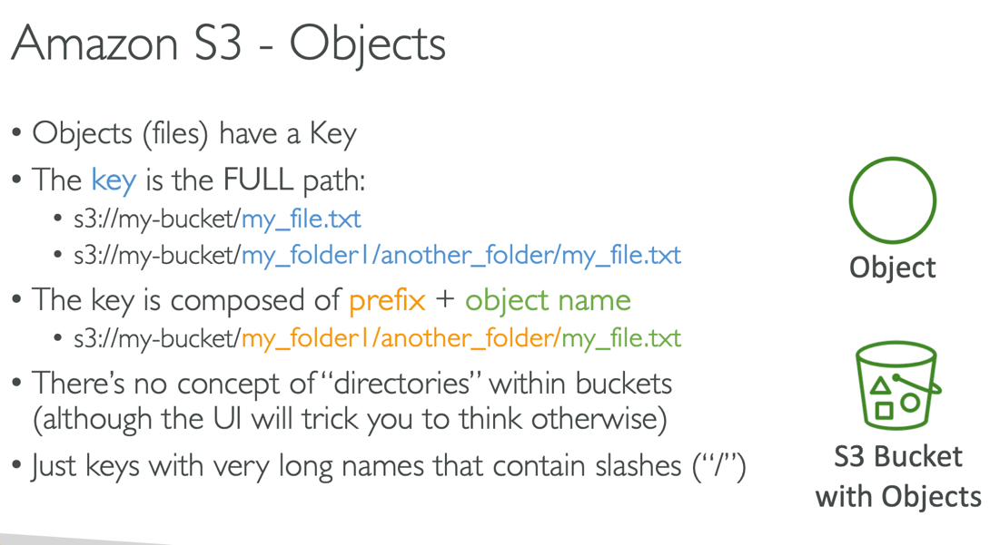 Amazon S3 - Objects
• Objects (files) have a Key
• The key is the FULL path:
• s3://my-bucket/my_file.txt
• s3://my-bucket/my_folder1/another_folder/my_file.txt
• The key is composed of prefix + object name
• s3://my-bucket/my_folder1/another_folder/my_file.txt
• There’s no concept of “directories” within buckets
(although the UI will trick you to think otherwise)
• Just keys with very long names that contain slashes (“/”)
Object
S3 Bucket
with Objects